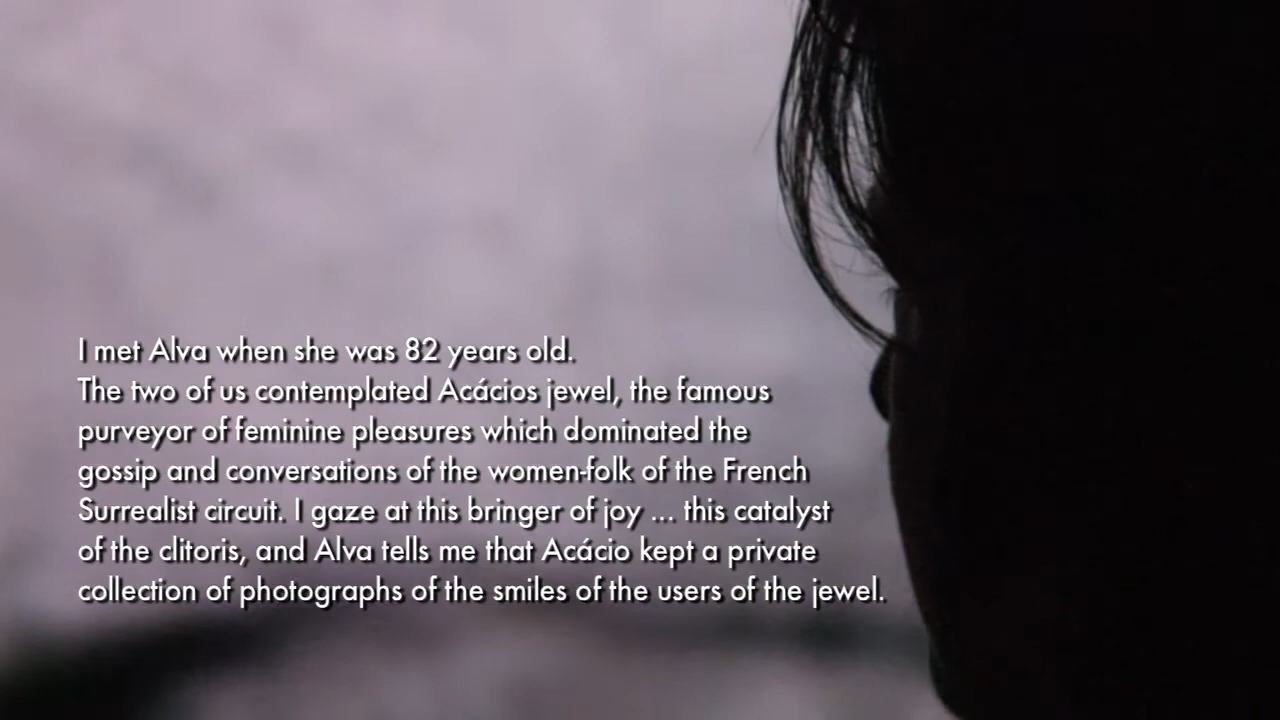 I met Alva when she was 82 years old.
The two of us contemplated Acácios jewel, the famous
purveyor of feminine pleasures which dominated the
gossip and conversations of the women-folk of the French
Surrealist circuit. I gaze at this bringer of joy ... this catalyst
of the clitoris, and Alva tells me that Acácio kept a private
collection of photographs of the smiles of the users of the jewel.